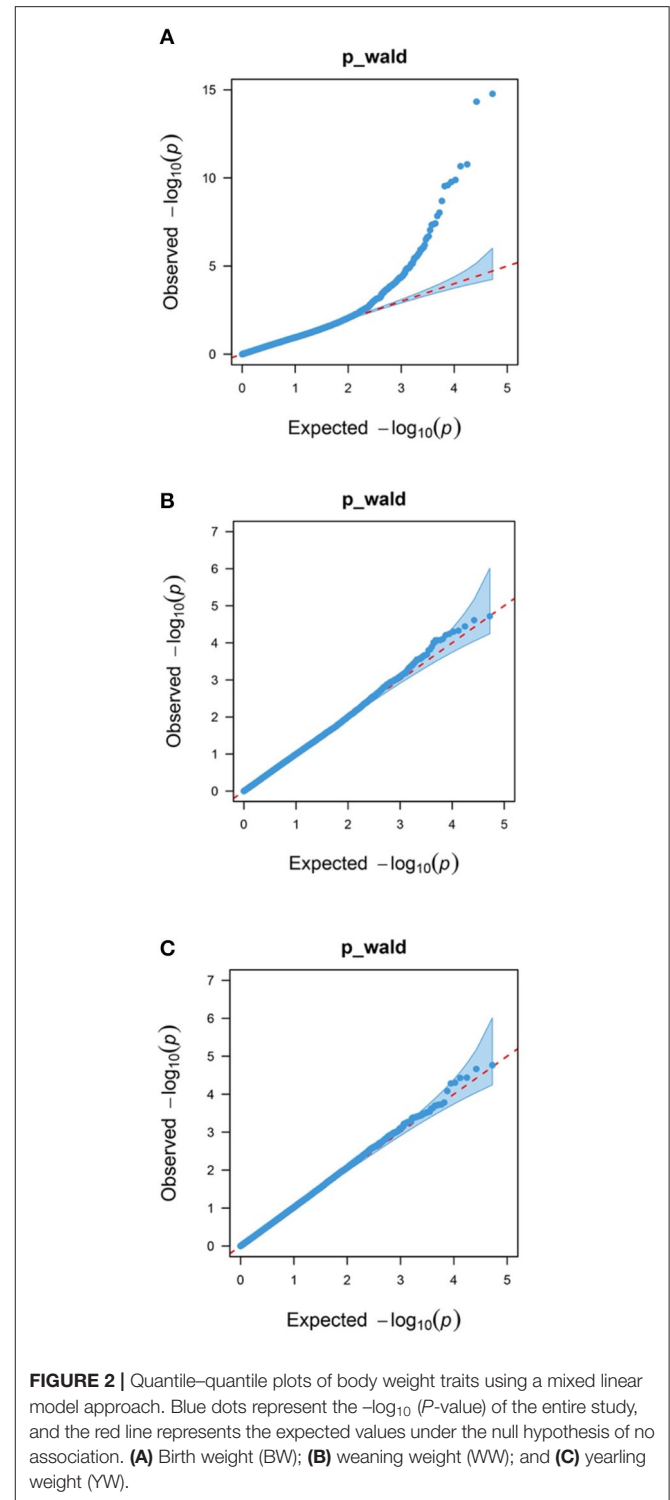 A
p_wald
15
10
5
0
Observed −log₁₀(p)
0 1 2 3 4 5
Expected −log₁₀(p)
B
p_wald
7
6
5
4
3
2
1
0
Observed −log₁₀(p)
0 1 2 3 4 5
Expected −log₁₀(p)
C
p_wald
7
6
5
4
3
2
1
0
Observed −log₁₀(p)
0 1 2 3 4 5
Expected −log₁₀(p)
FIGURE 2 | Quantile–quantile plots of body weight traits using a mixed linear
model approach. Blue dots represent the –log₁₀ (P-value) of the entire study,
and the red line represents the expected values under the null hypothesis of no
association. (A) Birth weight (BW); (B) weaning weight (WW); and (C) yearling
weight (YW).